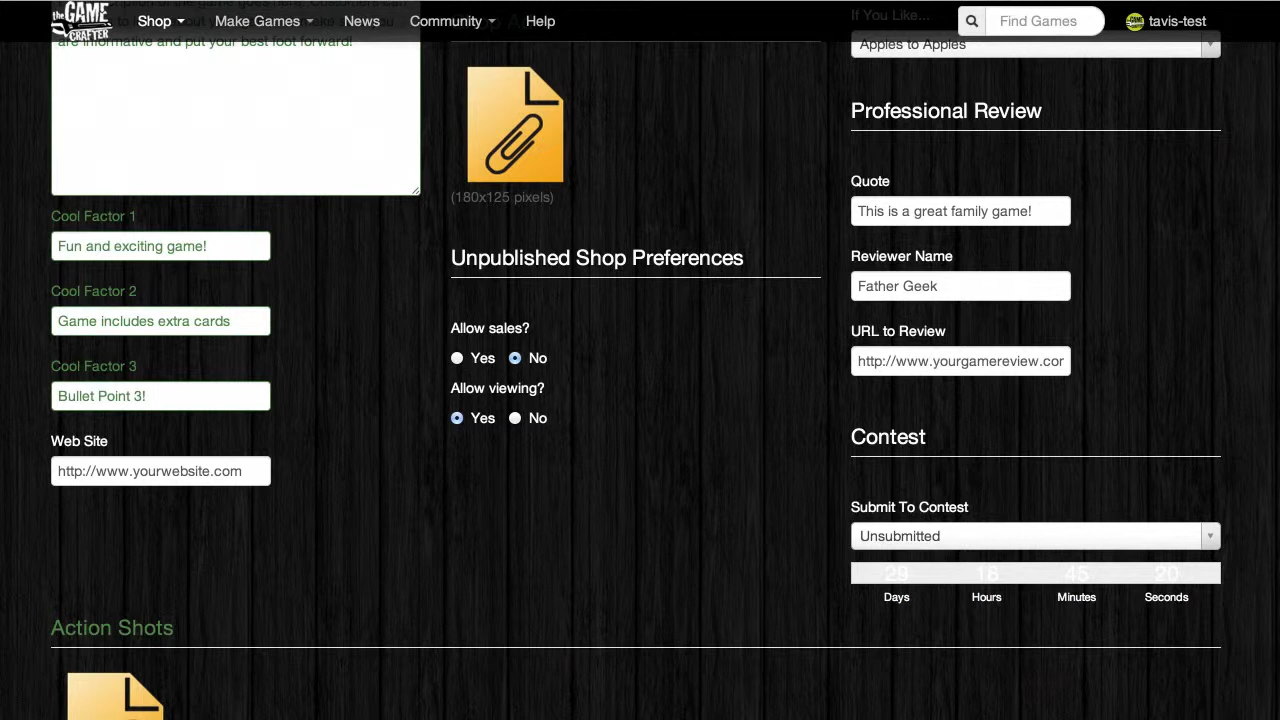 the GAME CRAFTER
Shop
Make Games
News
Community
Help
Find Games
tavis-test
are informative and put your best foot forward!
Cool Factor 1
Fun and exciting game!
Cool Factor 2
Game includes extra cards
Cool Factor 3
Bullet Point 3!
Web Site
http://www.yourwebsite.com
(180x125 pixels)
Unpublished Shop Preferences
Allow sales?
Yes No
Allow viewing?
Yes No
If You Like...
Apples to Apples
Professional Review
Quote
This is a great family game!
Reviewer Name
Father Geek
URL to Review
http://www.yourgamereview.cor
Contest
Submit To Contest
Unsubmitted
29 18 45 20
Days Hours Minutes Seconds
Action Shots